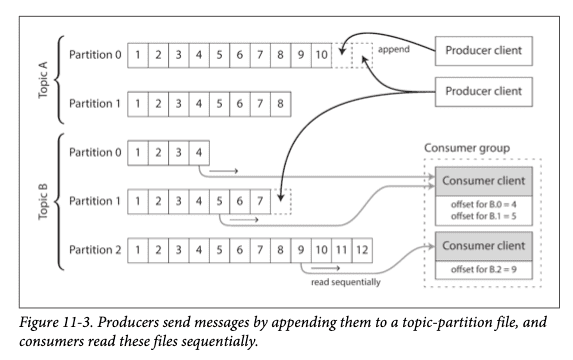 Topic A
Partition 0 1 2 3 4 5 6 7 8 9 10
append
Producer client
Partition 1 1 2 3 4 5 6 7 8
Producer client
Topic B
Partition 0 1 2 3 4
Partition 1 1 2 3 4 5 6 7
Partition 2 1 2 3 4 5 6 7 8 9 10 11 12
read sequentially
Consumer group
Consumer client
offset for B.0 = 4
offset for B.1 = 5
Consumer client
offset for B.2 = 9
Figure 11-3. Producers send messages by appending them to a topic-partition file, and
consumers read these files sequentially.